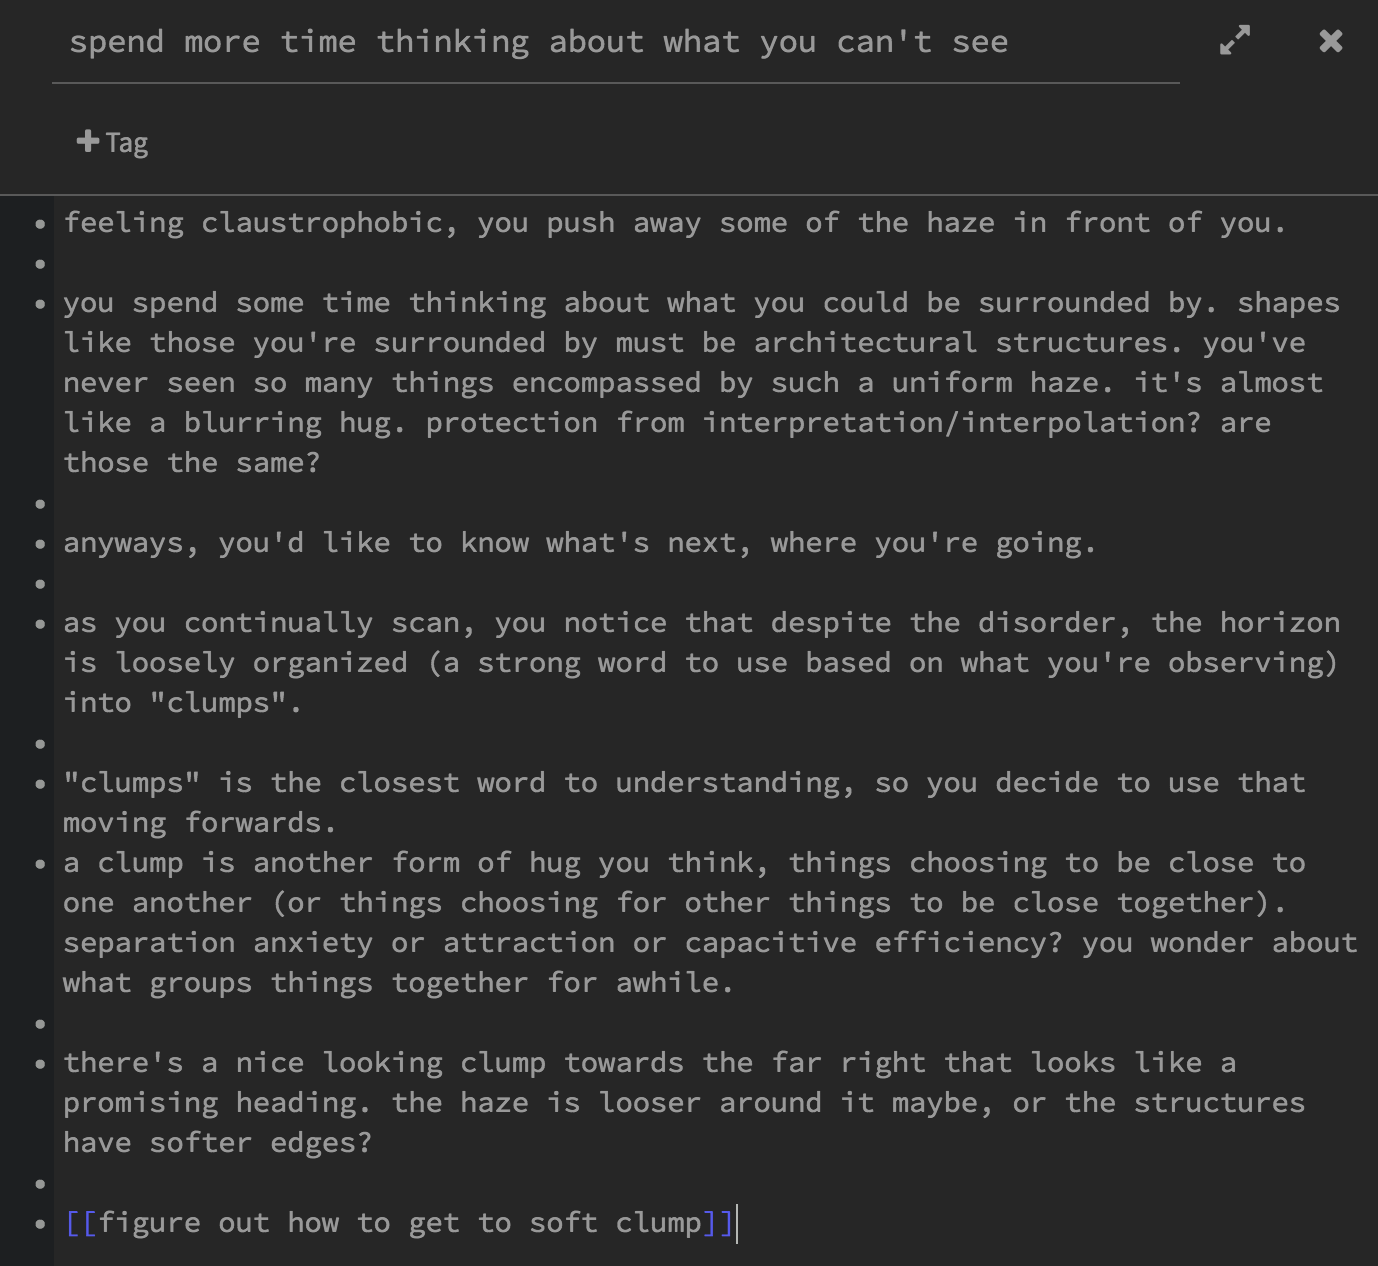 spend more time thinking about what you can't see
Tag
feeling claustrophobic, you push away some of the haze in front of you.
you spend some time thinking about what you could be surrounded by. shapes
like those you're surrounded by must be architectural structures. you've
never seen so many things encompassed by such a uniform haze. it's almost
like a blurring hug. protection from interpretation/interpolation? are
those the same?
anyways, you'd like to know what's next, where you're going.
as you continually scan, you notice that despite the disorder, the horizon
is loosely organized (a strong word to use based on what you're observing)
into "clumps".
"clumps" is the closest word to understanding, so you decide to use that
moving forwards.
a clump is another form of hug you think, things choosing to be close to
one another (or things choosing for other things to be close together).
separation anxiety or attraction or capacitive efficiency? you wonder about
what groups things together for awhile.
there's a nice looking clump towards the far right that looks like a
promising heading. the haze is looser around it maybe, or the structures
have softer edges?
[[figure out how to get to soft clump]]